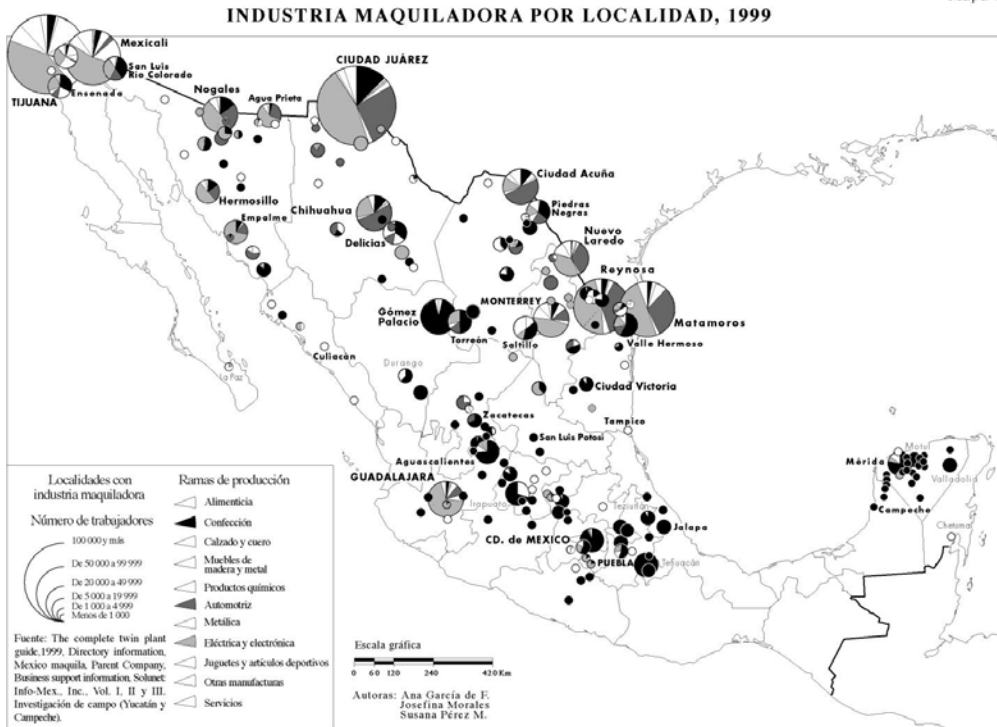 INDUSTRIA MAQUILADORA POR LOCALIDAD, 1999
Mexicali
San Luis
Río Colorado
TIJUANA
Ensenada
Nogales
Agua Prieta
CIUDAD JUÁREZ
Hermosillo
Empalme
Chihuahua
Delicias
Ciudad Acuña
Piedras
Negras
Nuevo
Laredo
Reynosa
Matamoros
Valle Hermoso
MONTERREY
Gómez
Palacio
Torreón
Saltillo
Culiacán
La Paz
Durango
Ciudad Victoria
Zacatecas
Tampico
San Luis Potosí
Aguascalientes
GUADALAJARA
Irapuato
Teziutlán
CD. de MEXICO
Jalapa
PUEBLA
Tehuacán
Mérida
Motul
Valladolid
Campeche
Chetumal
Localidades con
industria maquiladora
Número de trabajadores
100 000 y más
De 50 000 a 99 999
De 20 000 a 49 999
De 5 000 a 19 999
De 1 000 a 4 999
Menos de 1 000
Fuente: The complete twin plant
guide,1999, Directory information,
Mexico maquila, Parent Company,
Business support information, Solunet:
Info-Mex., Inc., Vol. I, II y III.
Investigación de campo (Yucatán y
Campeche).
Ramas de producción
Alimenticia
Confección
Calzado y cuero
Muebles de
madera y metal
Productos químicos
Automotriz
Metálica
Eléctrica y electrónica
Juguetes y artículos deportivos
Otras manufacturas
Servicios
Escala gráfica
0 60 120 240 420 Km
Autoras: Ana García de F.
Josefina Morales
Susana Pérez M.